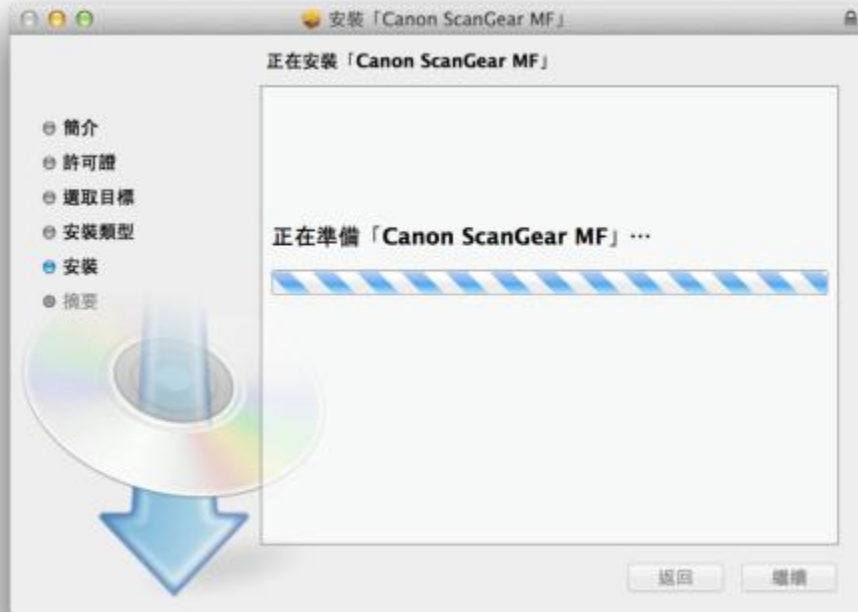 安裝「Canon ScanGear MF」
正在安裝「Canon ScanGear MF」
簡介
許可證
選取目標
安裝類型
安裝
摘要
正在準備「Canon ScanGear MF」…
返回
繼續